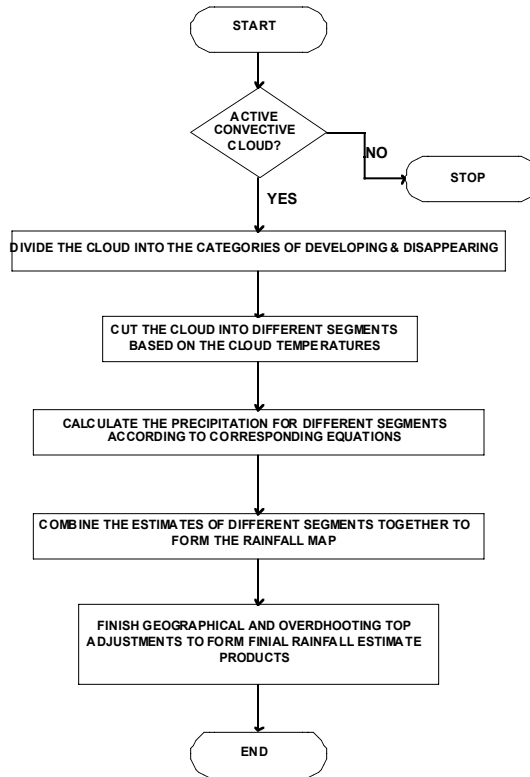 START
ACTIVE
CONVECTIVE
CLOUD?
NO
STOP
YES
DIVIDE THE CLOUD INTO THE CATEGORIES OF DEVELOPING & DISAPPEARING
CUT THE CLOUD INTO DIFFERENT SEGMENTS
BASED ON THE CLOUD TEMPERATURES
CALCULATE THE PRECIPITATION FOR DIFFERENT SEGMENTS
ACCORDING TO CORRESPONDING EQUATIONS
COMBINE THE ESTIMATES OF DIFFERENT SEGMENTS TOGETHER TO
FORM THE RAINFALL MAP
FINISH GEOGRAPHICAL AND OVERDHOOTING TOP
ADJUSTMENTS TO FORM FINIAL RAINFALL ESTIMATE
PRODUCTS
END